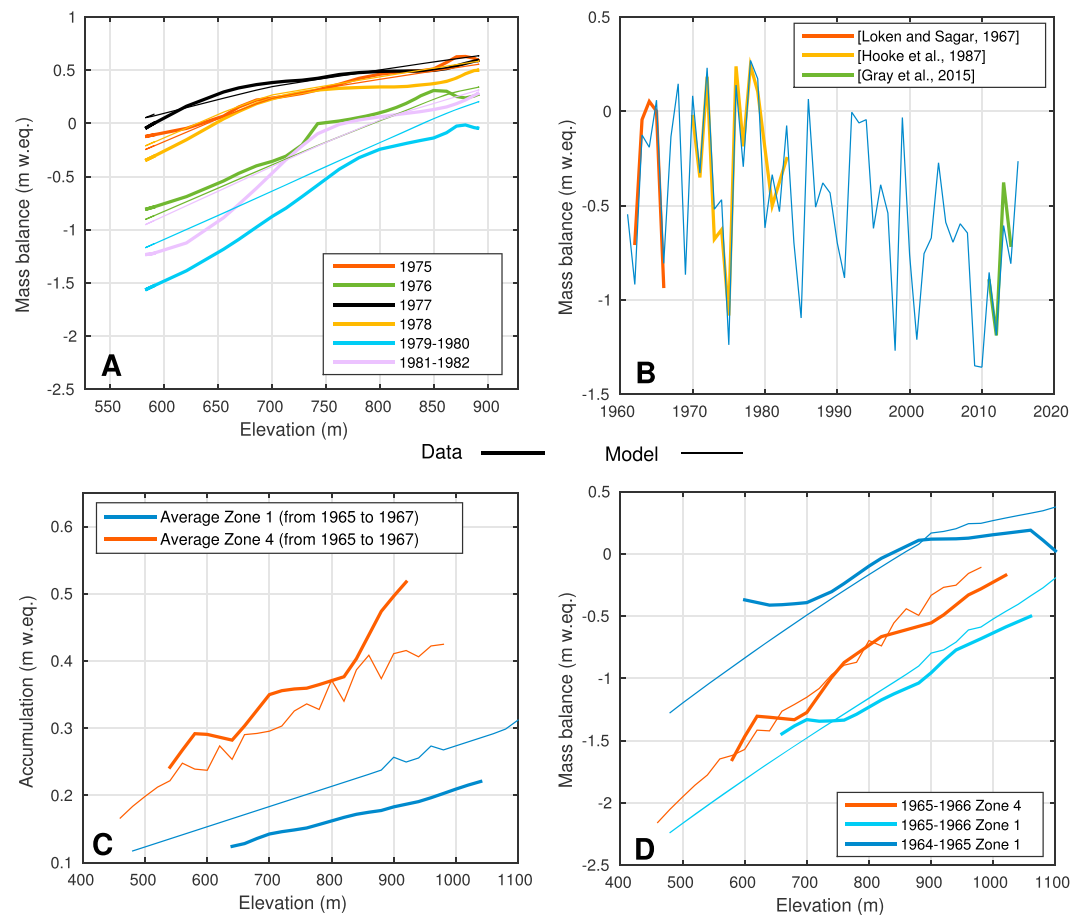 1
0.5
0
-0.5
-1
-1.5
-2
-2.5
Mass balance (m w.eq.)
1975
1976
1977
1978
1979-1980
1981-1982
A
550 600 650 700 750 800 850 900
Elevation (m)
0.5
0
-0.5
-1
-1.5
Mass balance (m w.eq.)
[Loken and Sagar, 1967]
[Hooke et al., 1987]
[Gray et al., 2015]
B
1960 1970 1980 1990 2000 2010 2020
Data
Model
0.6
0.5
0.4
0.3
0.2
0.1
Accumulation (m w.eq.)
Average Zone 1 (from 1965 to 1967)
Average Zone 4 (from 1965 to 1967)
C
400 500 600 700 800 900 1000 1100
Elevation (m)
0.5
0
-0.5
-1
-1.5
-2
-2.5
Mass balance (m w.eq.)
1965-1966 Zone 4
1965-1966 Zone 1
1964-1965 Zone 1
D
400 500 600 700 800 900 1000 1100
Elevation (m)